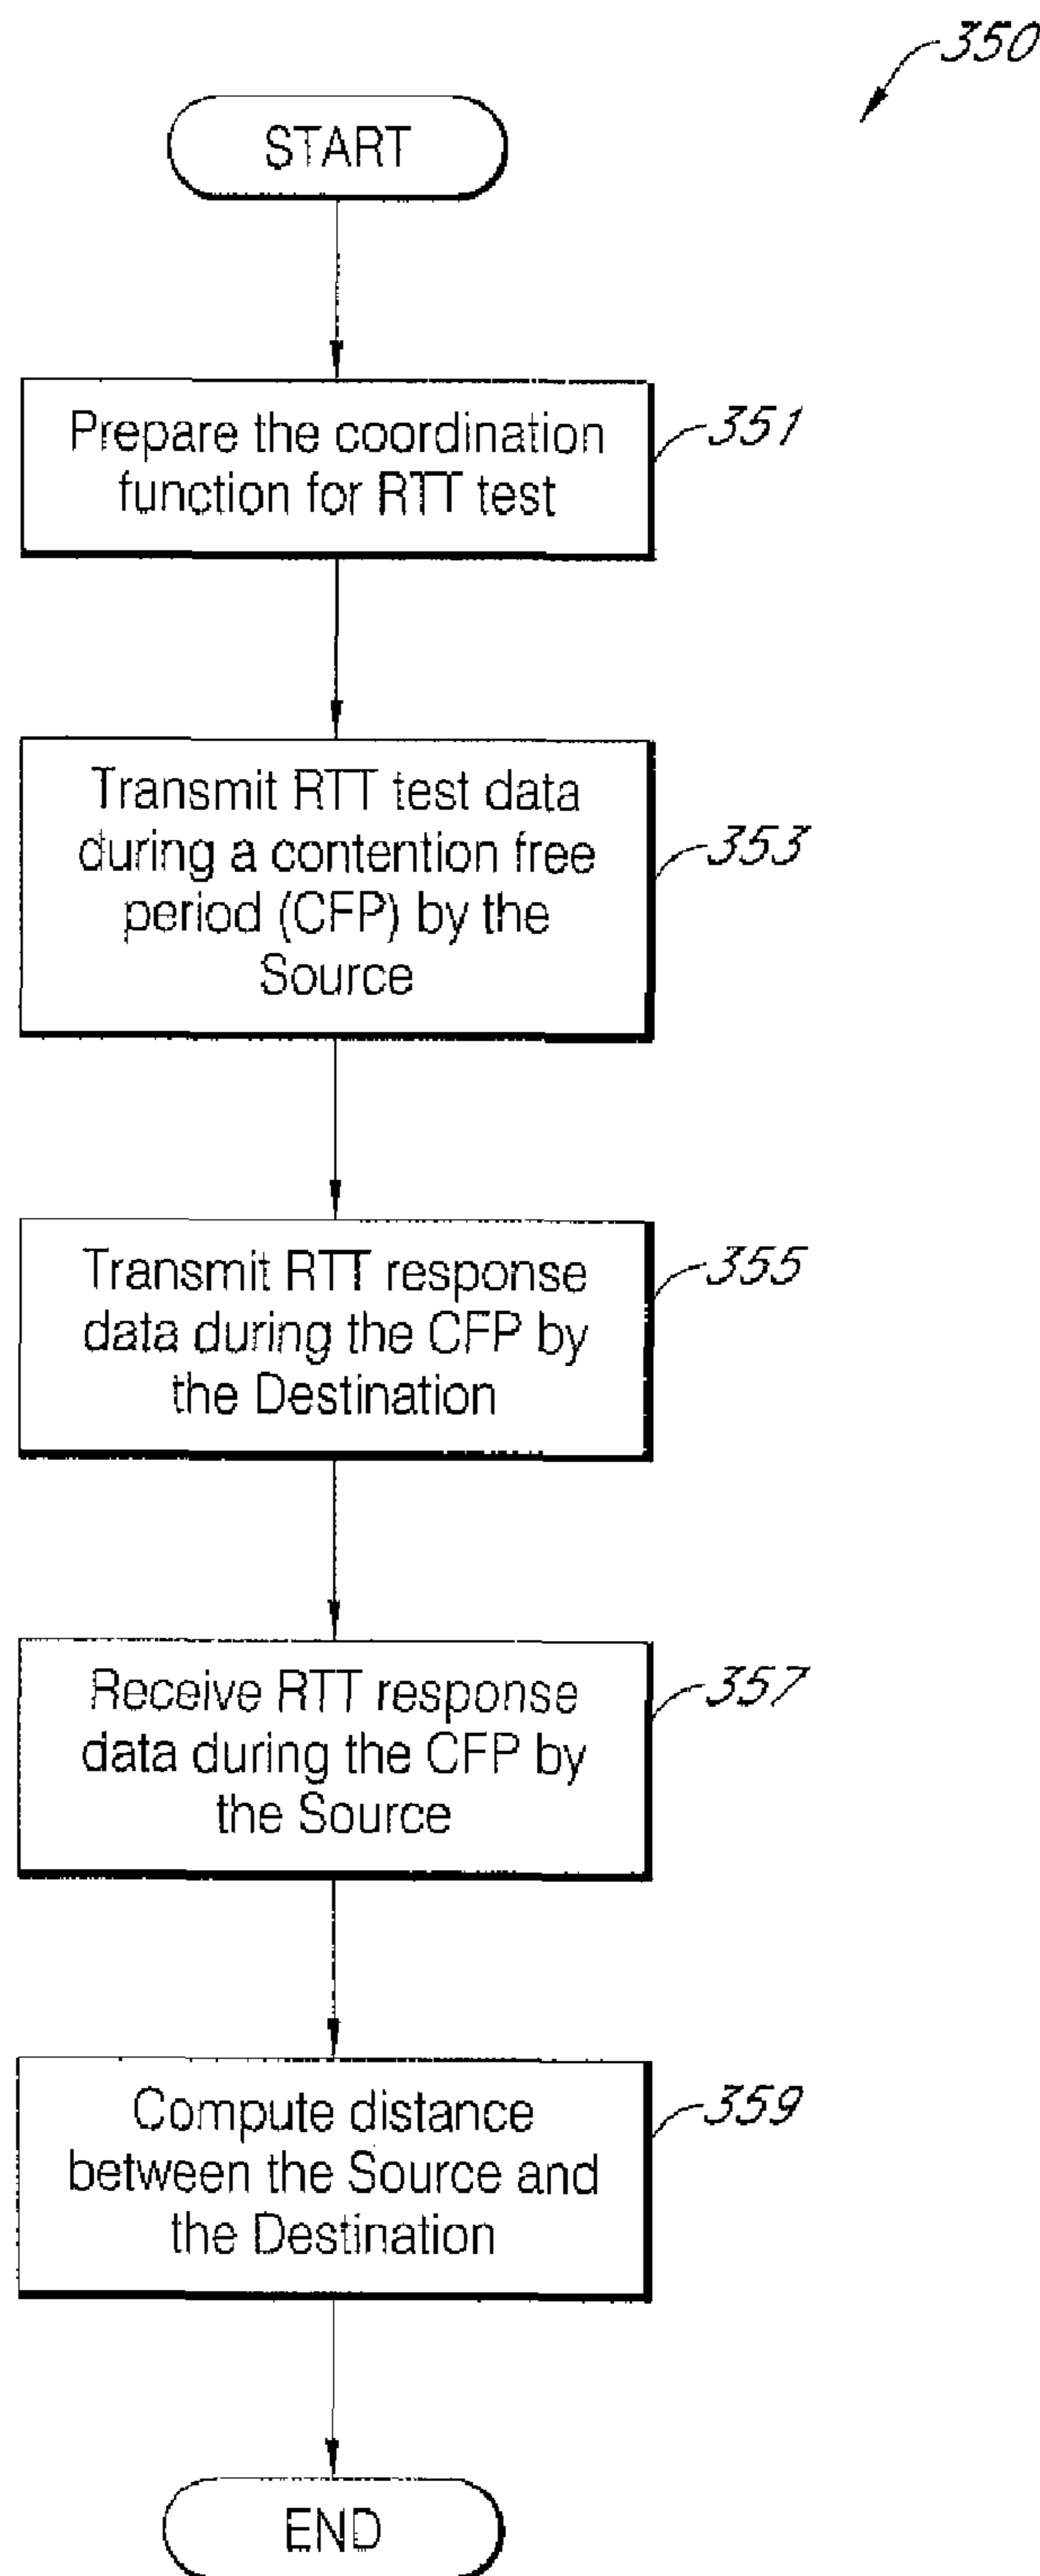 350
START
Prepare the coordination
function for RTT test
351
Transmit RTT test data
during a contention free
period (CFP) by the
Source
353
Transmit RTT response
data during the CFP by
the Destination
355
Receive RTT response
data during the CFP by
the Source
357
Compute distance
between the Source and
the Destination
359
END